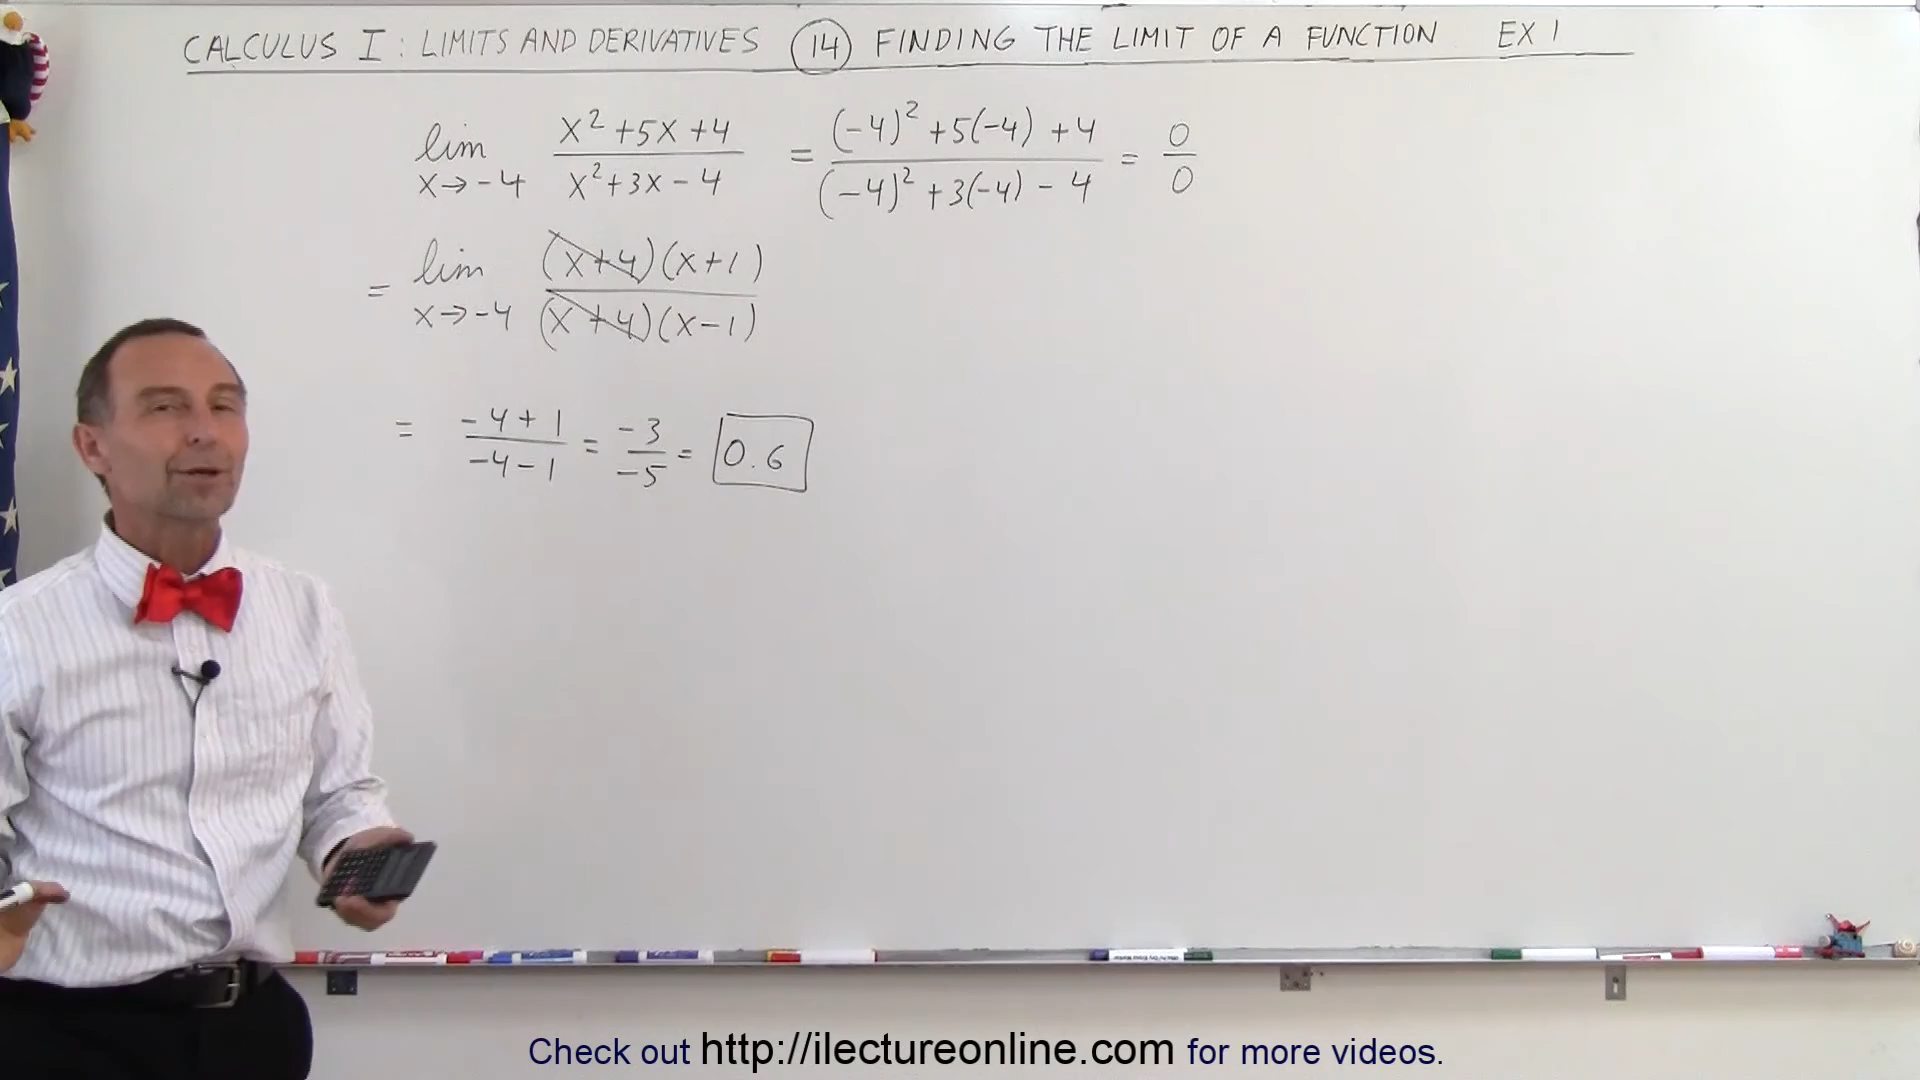 CALCULUS I: LIMITS AND DERIVATIVES (14) FINDING THE LIMIT OF A FUNCTION EX 1
lim x→-4 (x² + 5x + 4)/(x² + 3x - 4) = ((-4)² + 5(-4) + 4)/((-4)² + 3(-4) - 4) = 0/0
= lim x→-4 ((x+4)(x+1))/((x+4)(x-1))
= (-4+1)/(-4-1) = -3/-5 = 0.6
Check out http://ilectureonline.com for more videos.